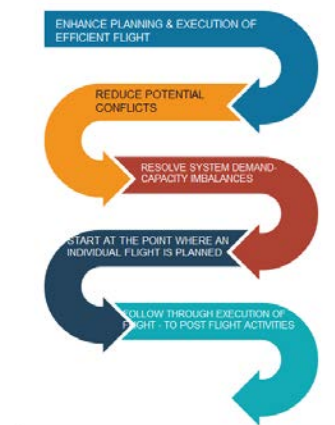 ENHANCE PLANNING & EXECUTION OF
EFFICIENT FLIGHT
REDUCE POTENTIAL
CONFLICTS
RESOLVE SYSTEM DEMAND-
CAPACITY IMBALANCES
START AT THE POINT WHERE AN
INDIVIDUAL FLIGHT IS PLANNED
FOLLOW THROUGH EXECUTION OF
FLIGHT - TO POST FLIGHT ACTIVITIES